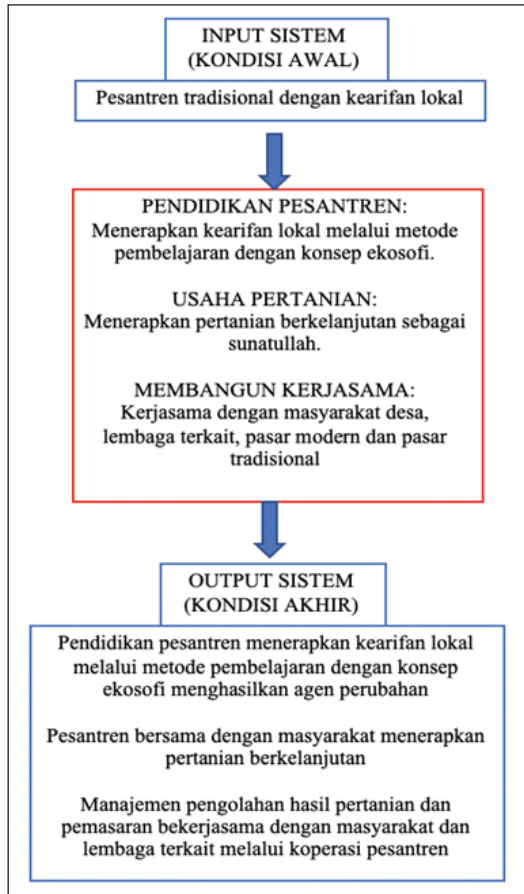 INPUT SISTEM
(KONDISI AWAL)
Pesantren tradisional dengan kearifan lokal
PENDIDIKAN PESANTREN:
Menerapkan kearifan lokal melalui metode
pembelajaran dengan konsep ekosofi.
USAHA PERTANIAN:
Menerapkan pertanian berkelanjutan sebagai
sunatullah.
MEMBANGUN KERJASAMA:
Kerjasama dengan masyarakat desa,
lembaga terkait, pasar modern dan pasar
tradisional
OUTPUT SISTEM
(KONDISI AKHIR)
Pendidikan pesantren menerapkan kearifan lokal
melalui metode pembelajaran dengan konsep
ekosofi menghasilkan agen perubahan
Pesantren bersama dengan masyarakat menerapkan
pertanian berkelanjutan
Manajemen pengolahan hasil pertanian dan
pemasaran bekerjasama dengan masyarakat dan
lembaga terkait melalui koperasi pesantren